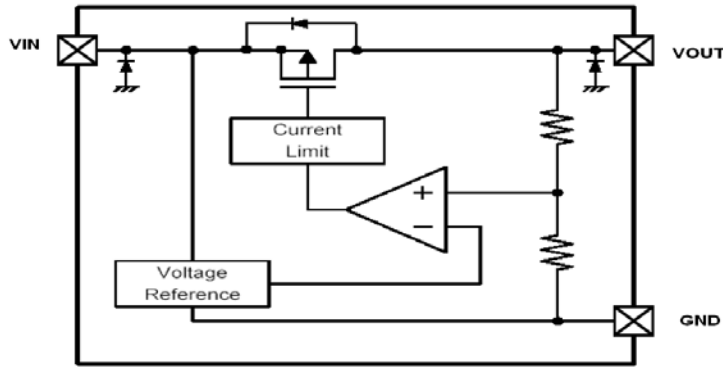 VIN
VOUT
Current
Limit
+
−
Voltage
Reference
GND